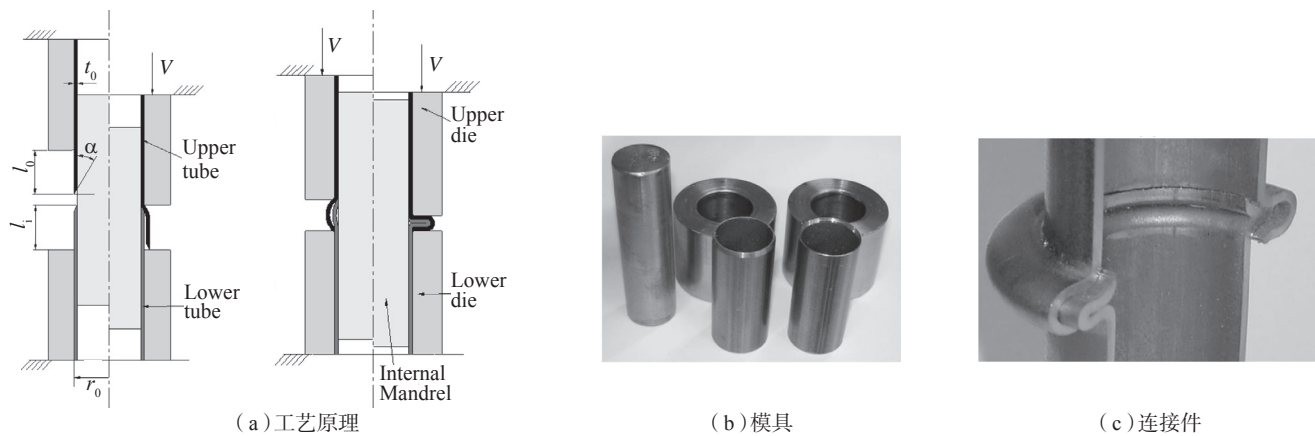 V
V
V
t₀
α
l₀
lᵢ
r₀
Upper
tube
Lower
tube
Upper
die
Lower
die
Internal
Mandrel
（a）工艺原理
（b）模具
（c）连接件